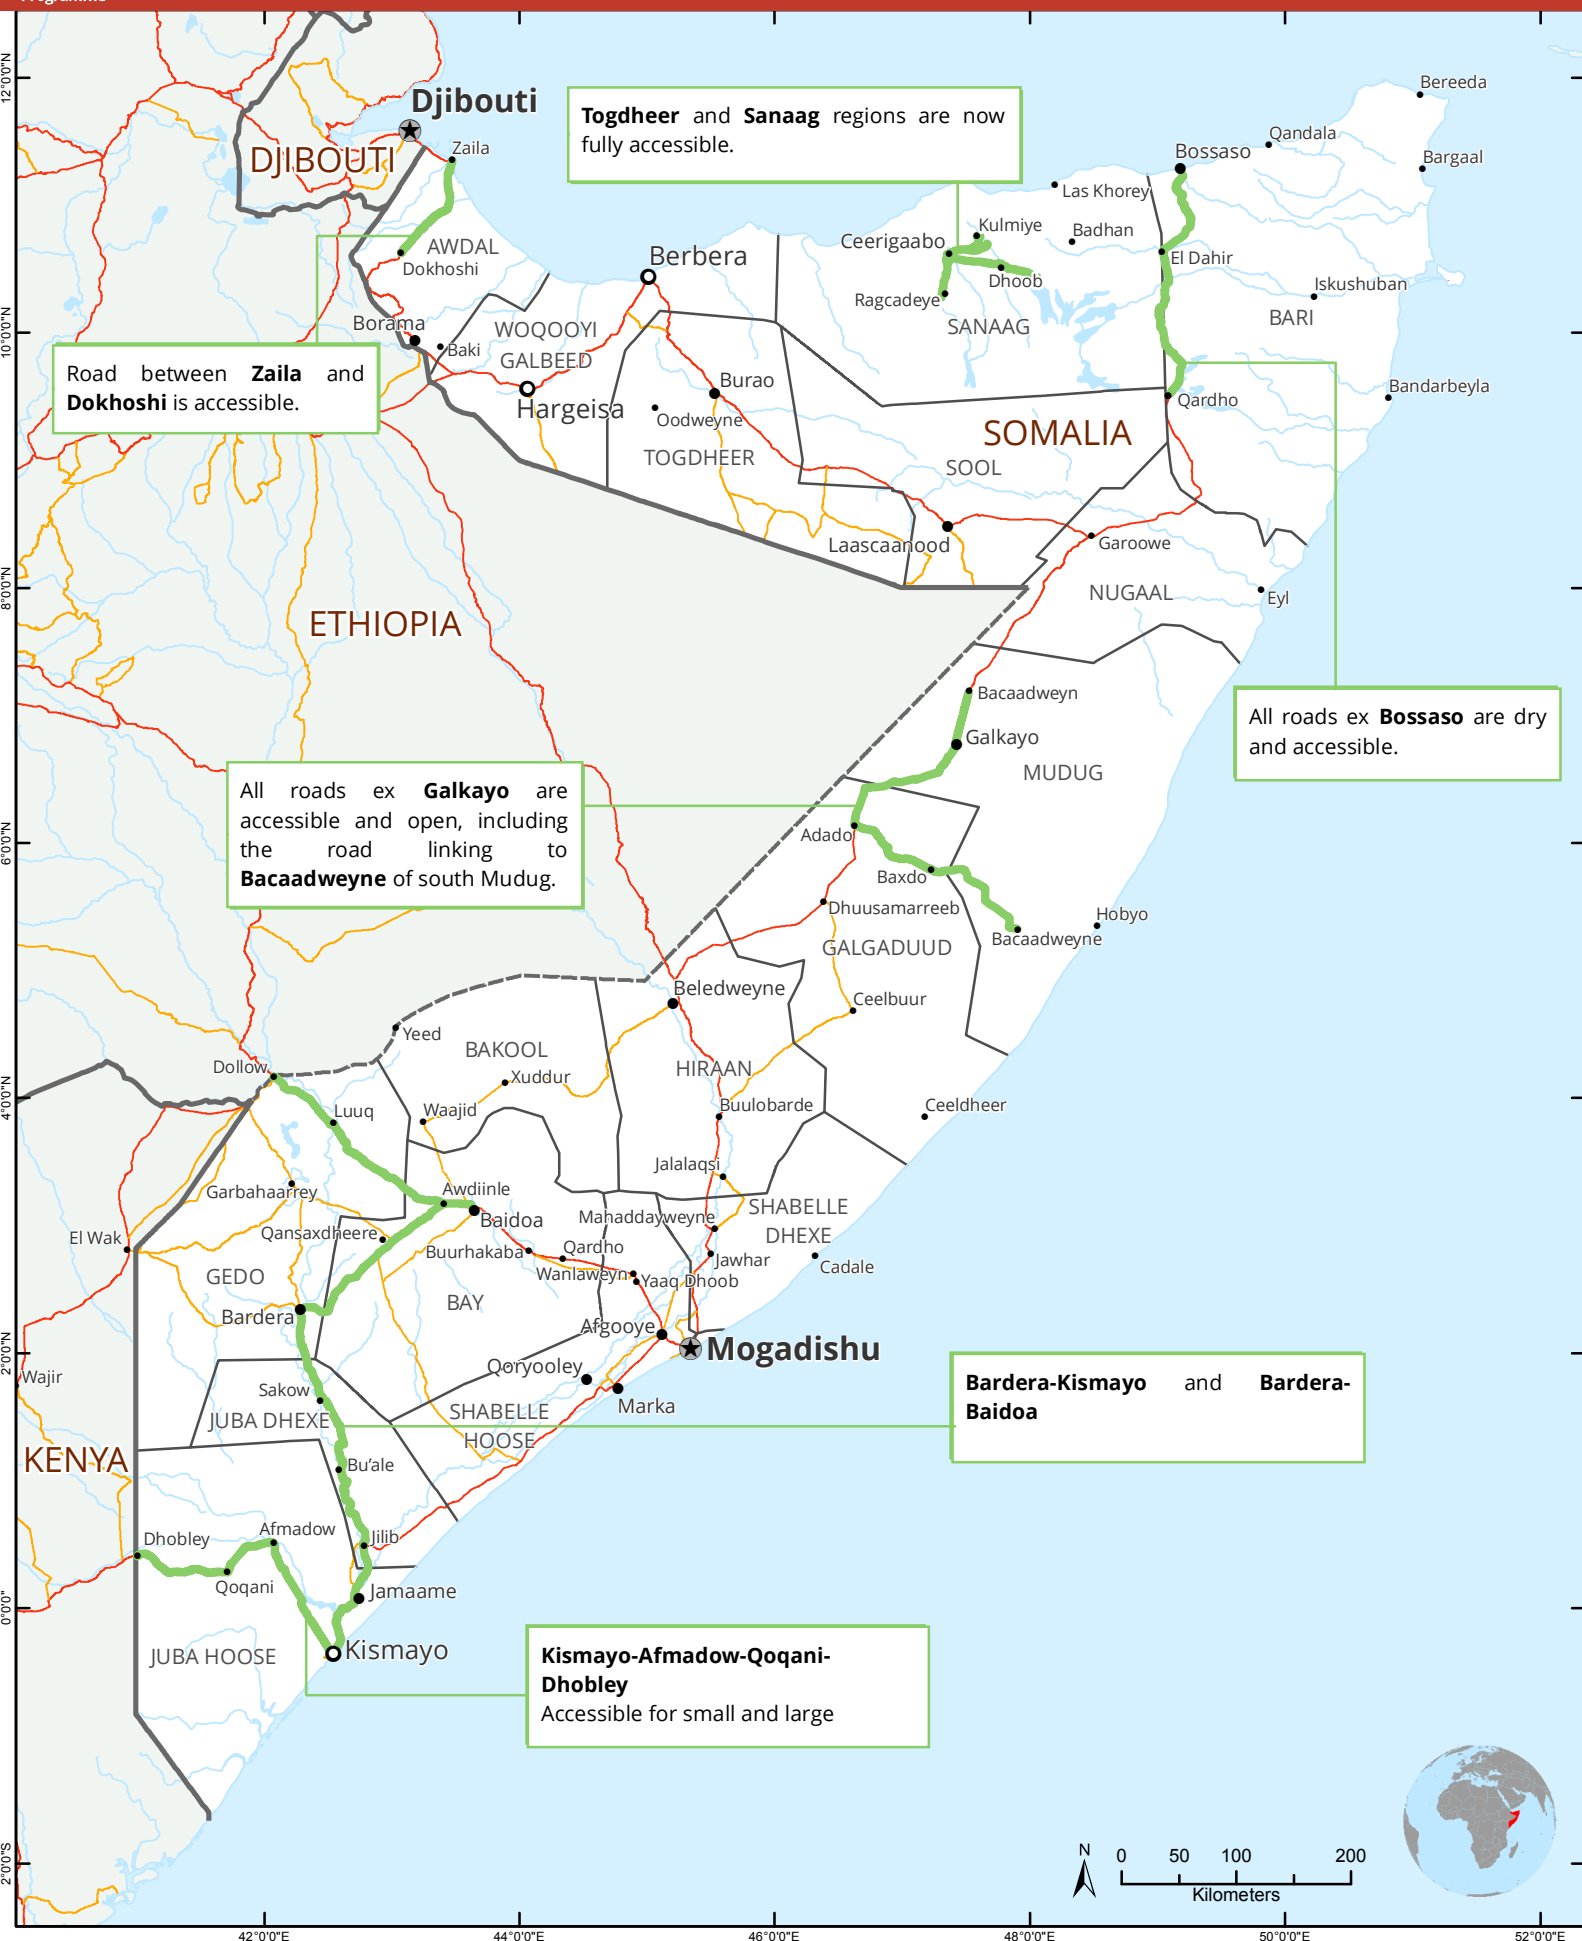 Programme
12°0'0"N
10°0'0"N
8°0'0"N
6°0'0"N
4°0'0"N
2°0'0"N
0°0'0"
2°0'0"S
42°0'0"E
44°0'0"E
46°0'0"E
48°0'0"E
50°0'0"E
52°0'0"E
Togdheer and Sanaag regions are now
fully accessible.
Road between Zaila and
Dokhoshi is accessible.
All roads ex Galkayo are
accessible and open, including
the road linking to
Bacaadweyne of south Mudug.
All roads ex Bossaso are dry
and accessible.
Bardera-Kismayo and Bardera-
Baidoa
Kismayo-Afmadow-Qoqani-
Dhobley
Accessible for small and large
Djibouti
DJIBOUTI
Zaila
AWDAL
Dokhoshi
Borama
Baki
WOQOOYI
GALBEED
Hargeisa
Berbera
Burao
Oodweyne
TOGDHEER
Ceerigaabo
Kulmiye
Dhoob
Ragcadeye
SANAAG
Las Khorey
Badhan
Bossaso
Qandala
Bereeda
Bargaal
El Dahir
Iskushuban
BARI
Qardho
Bandarbeyla
SOMALIA
SOOL
Laascaanood
Garoowe
NUGAAL
Eyl
ETHIOPIA
Bacaadweyn
Galkayo
MUDUG
Adado
Baxdo
Dhuusamarreeb
GALGADUUD
Bacaadweyne
Hobyo
Beledweyne
Ceelbuur
Yeed
BAKOOL
Xuddur
HIRAAN
Dollow
Luuq
Waajid
Buulobarde
Ceeldheer
Jalalaqsi
Garbahaarrey
Awdiinle
Baidoa
SHABELLE
DHEXE
Mahaddayweyne
El Wak
Qansaxdheere
Buurhakaba
Qardho
Jawhar
Cadale
Wanlaweyn
Yaaq Dhoob
GEDO
BAY
Bardera
Afgooye
Mogadishu
Wajir
Qoryooley
Marka
Sakow
JUBA DHEXE
SHABELLE
HOOSE
KENYA
Bu'ale
Dhobley
Afmadow
Jilib
Qoqani
Jamaame
JUBA HOOSE
Kismayo
N
0 50 100 200
Kilometers